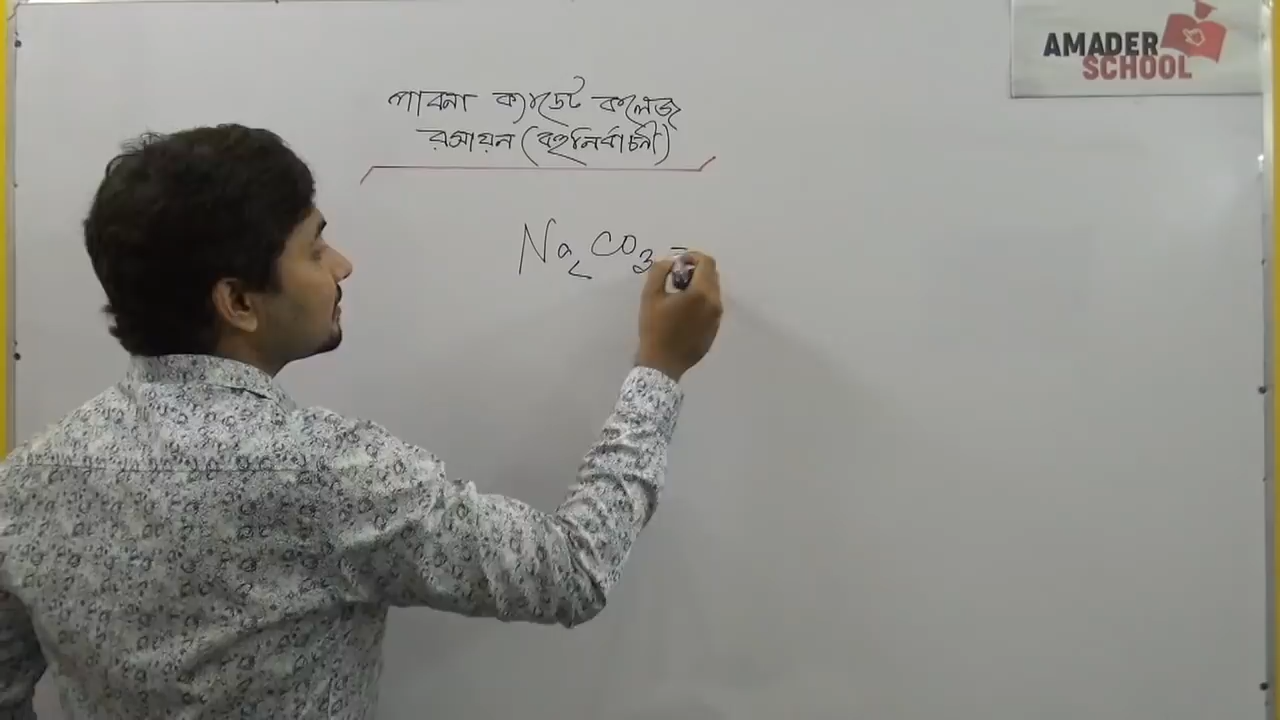 পাবনা ক্যাডেট কলেজ
রসায়ন (বহুনির্বাচনী)
Na₂CO₃ =
AMADER
SCHOOL